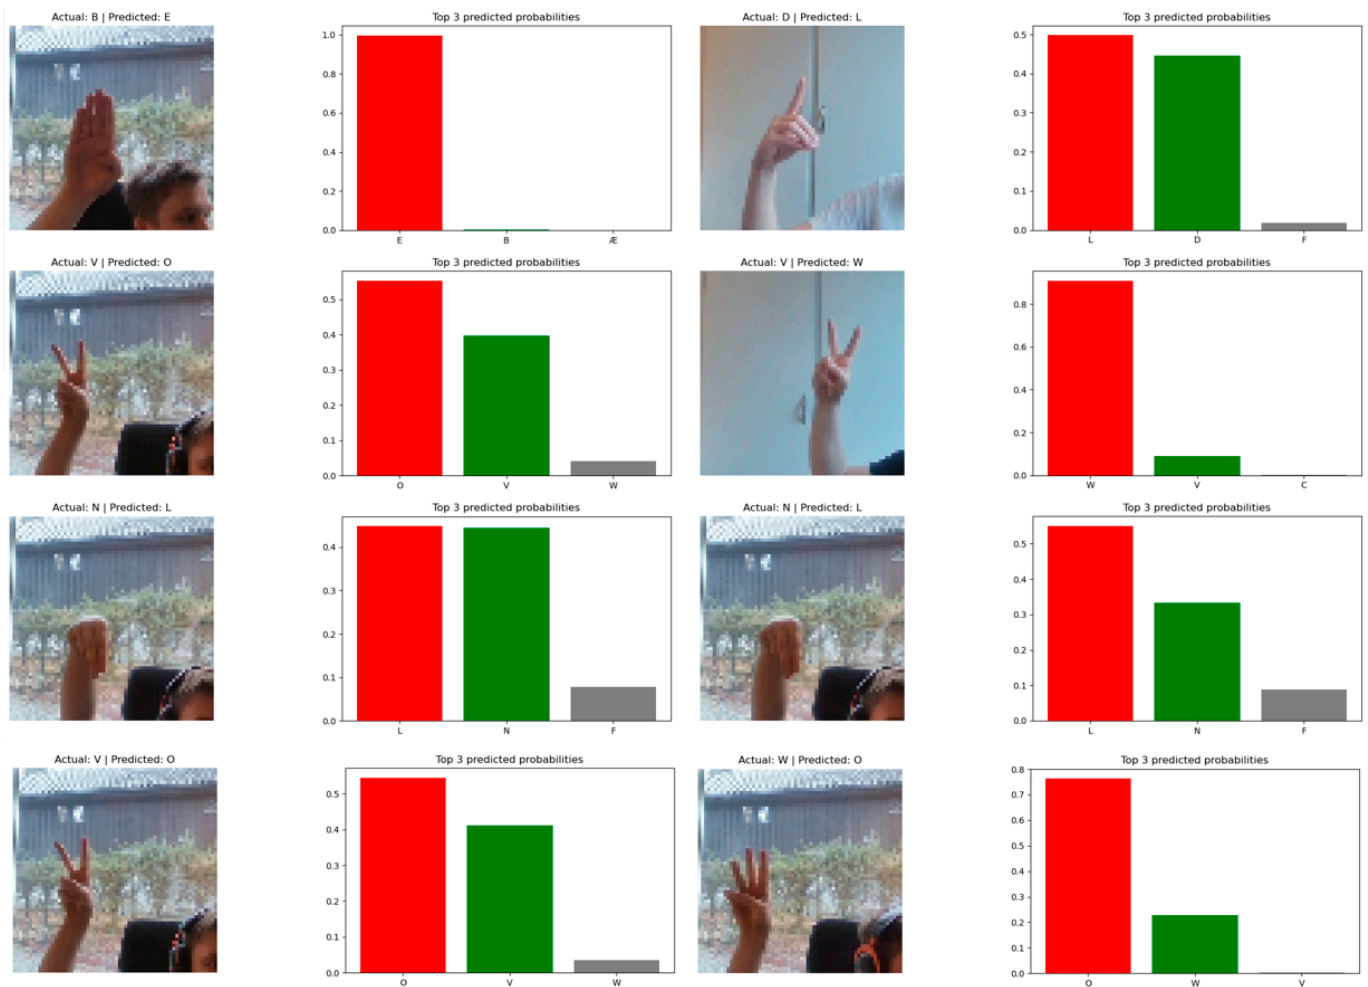 Actual: B | Predicted: E
Top 3 predicted probabilities
1.0
0.8
0.6
0.4
0.2
0.0
E B Æ
Actual: D | Predicted: L
Top 3 predicted probabilities
0.5
0.4
0.3
0.2
0.1
0.0
L D F
Actual: V | Predicted: O
Top 3 predicted probabilities
0.5
0.4
0.3
0.2
0.1
0.0
O V W
Actual: V | Predicted: W
Top 3 predicted probabilities
0.8
0.6
0.4
0.2
0.0
W V C
Actual: N | Predicted: L
Top 3 predicted probabilities
0.4
0.3
0.2
0.1
0.0
L N F
Actual: N | Predicted: L
Top 3 predicted probabilities
0.5
0.4
0.3
0.2
0.1
0.0
L N F
Actual: V | Predicted: O
Top 3 predicted probabilities
0.5
0.4
0.3
0.2
0.1
0.0
O V W
Actual: W | Predicted: O
Top 3 predicted probabilities
0.8
0.7
0.6
0.5
0.4
0.3
0.2
0.1
0.0
O W V